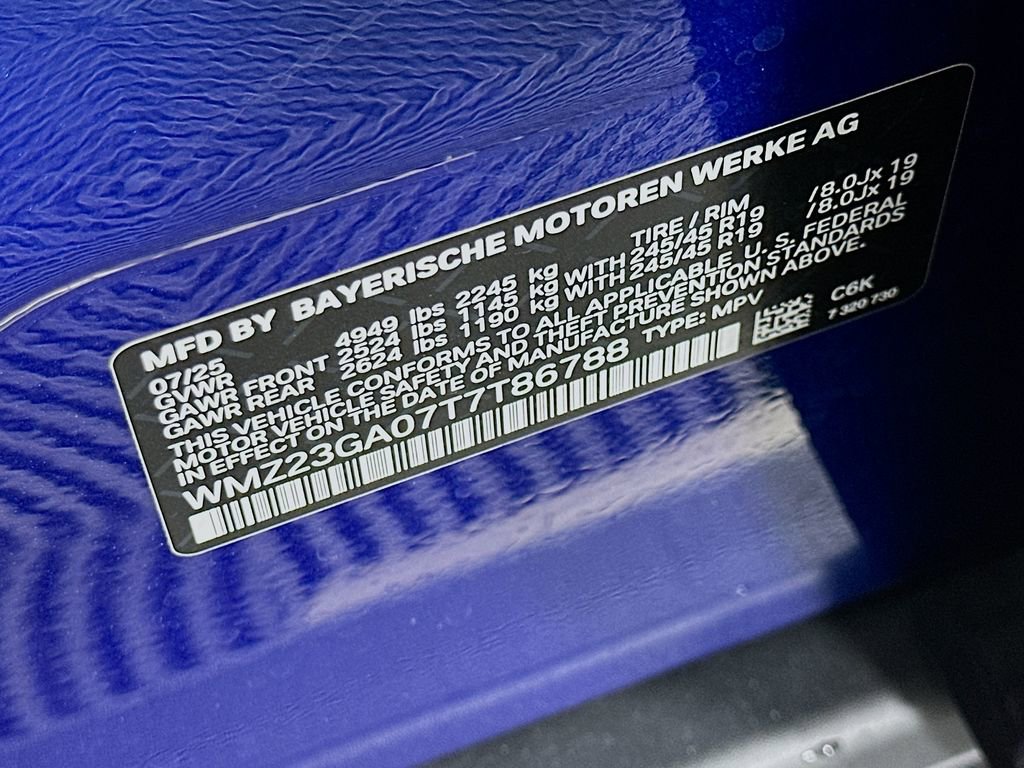 MFD BY BAYERISCHE MOTOREN WERKE AG
07/25
GVWR 4949 lbs 2245 kg TIRE / RIM
GAWR FRONT 2524 lbs 1145 kg WITH 245/45 R19 /8.0Jx 19
GAWR REAR 2624 lbs 1190 kg WITH 245/45 R19 /8.0Jx 19
THIS VEHICLE CONFORMS TO ALL APPLICABLE U. S. FEDERAL
MOTOR VEHICLE SAFETY AND THEFT PREVENTION STANDARDS
IN EFFECT ON THE DATE OF MANUFACTURE SHOWN ABOVE.
WMZ23GA07T7T86788 TYPE: MPV
C6K
7 320 730